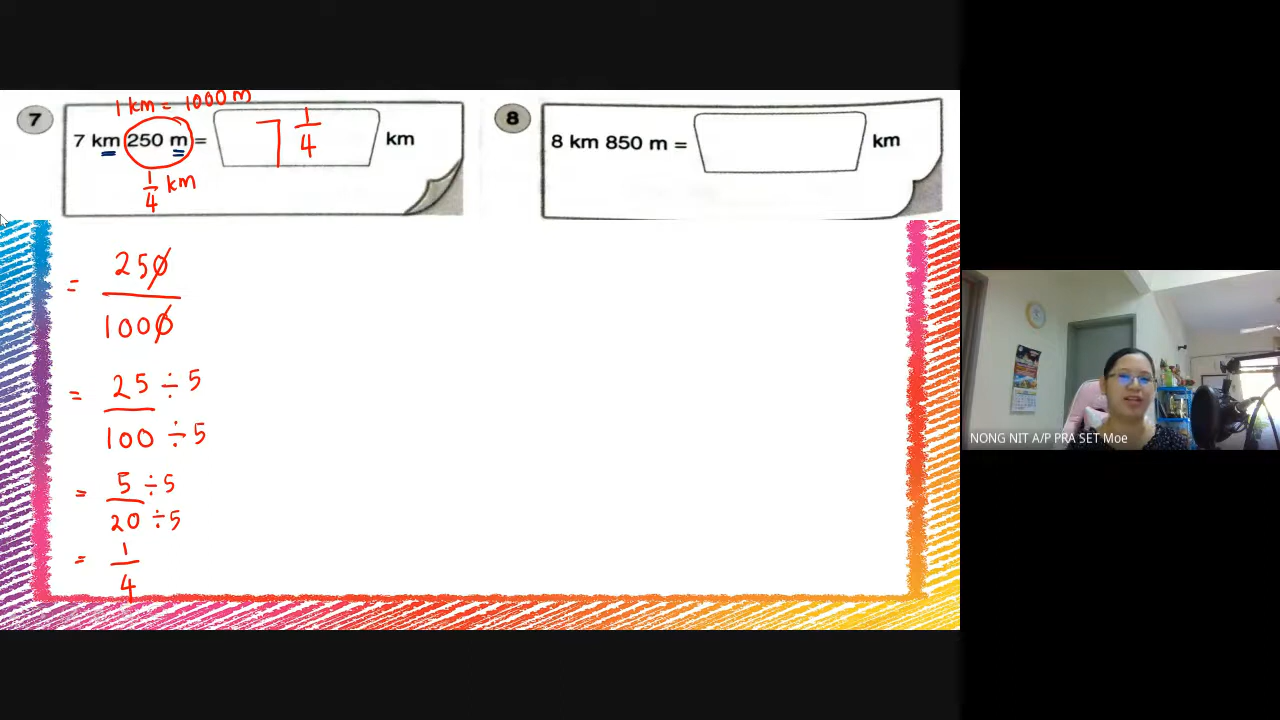 1 km = 1000 m
7 7 km 250 m = 7 1/4 km
1/4 km
= 250/1000
= 25 ÷ 5 / 100 ÷ 5
= 5 ÷ 5 / 20 ÷ 5
= 1/4
8 8 km 850 m = km
NONG NIT A/P PRA SET Moe